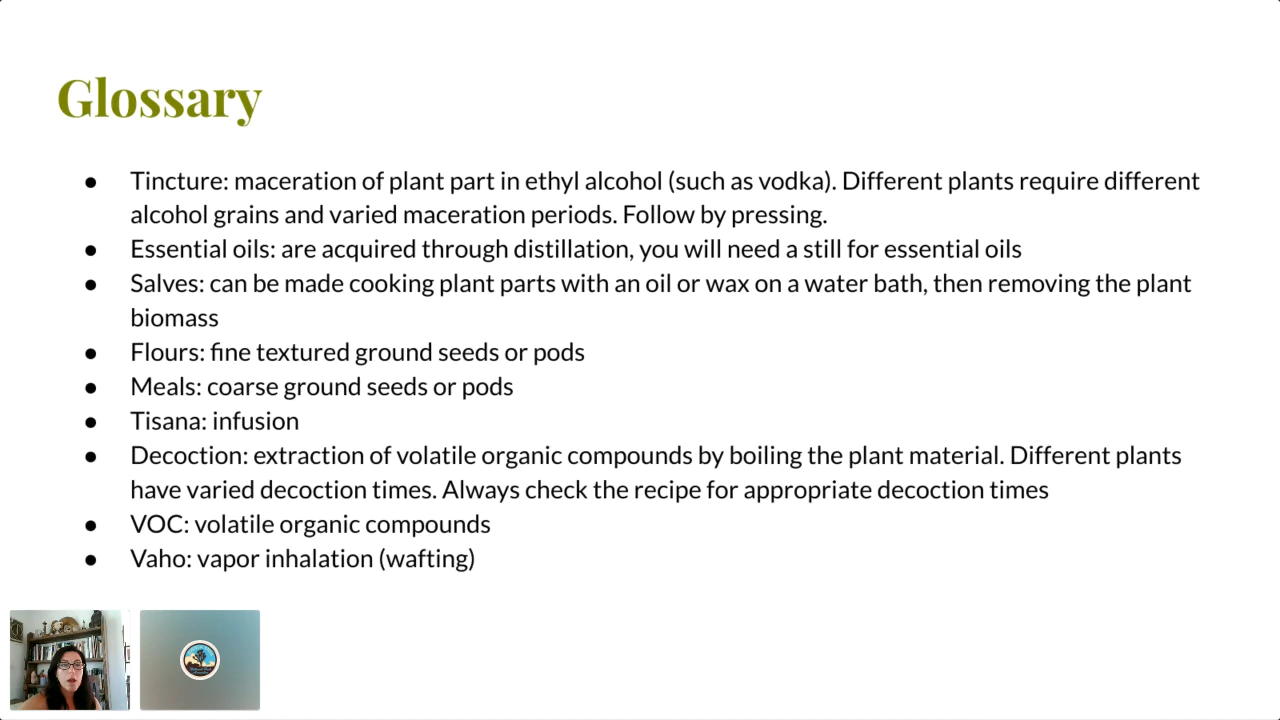 Glossary
● Tincture: maceration of plant part in ethyl alcohol (such as vodka). Different plants require different
alcohol grains and varied maceration periods. Follow by pressing.
● Essential oils: are acquired through distillation, you will need a still for essential oils
● Salves: can be made cooking plant parts with an oil or wax on a water bath, then removing the plant
biomass
● Flours: fine textured ground seeds or pods
● Meals: coarse ground seeds or pods
● Tisana: infusion
● Decoction: extraction of volatile organic compounds by boiling the plant material. Different plants
have varied decoction times. Always check the recipe for appropriate decoction times
● VOC: volatile organic compounds
● Vaho: vapor inhalation (wafting)